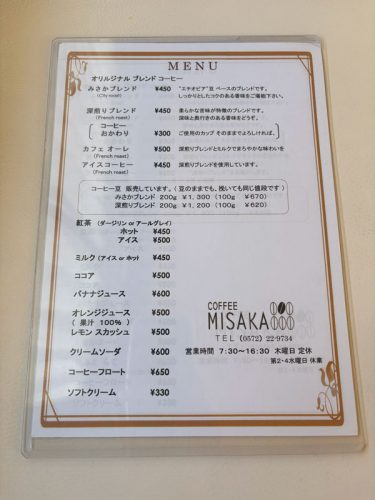 MENU
オリルジナル ブレンド コーヒー
みさかブレンド ¥450 "エチオピア"豆 ベースのブレンドです。
(City roast) しっかりとしたコクのある香味をご堪能下さい。
深煎りブレンド ¥450 柔らかな苦味が特徴のブレンドです。
(French roast) 深味と奥行きのある香味をどうぞ。
コーヒー
おかわり ¥300 ご使用のカップ そのままでよろしければ。
カフェ オーレ ¥500 深煎りブレンドとミルクでまろやかな味わいを
(French roast)
アイスコーヒー ¥450 深煎りブレンドを使用しています。
(French roast)
コーヒー豆 販売しています。(豆のままでも、挽いても同じ値段です)
みさかブレンド 200g ¥1,300 (100g ¥670)
深煎りブレンド 200g ¥1,200 (100g ¥620)
紅茶 (ダージリン or アールグレイ)
ホット ¥450
アイス ¥500
ミルク (アイス or ホット) ¥450
ココア ¥500
バナナジュース ¥600
オレンジジュース ¥500
(果汁 100%)
レモン スカッシュ ¥500
クリームソーダ ¥600
コーヒーフロート ¥650
ソフトクリーム ¥330
COFFEE
MISAKA
TEL (0572) 22-9734
営業時間 7:30~16:30 木曜日 定休
第2・4水曜日 休業